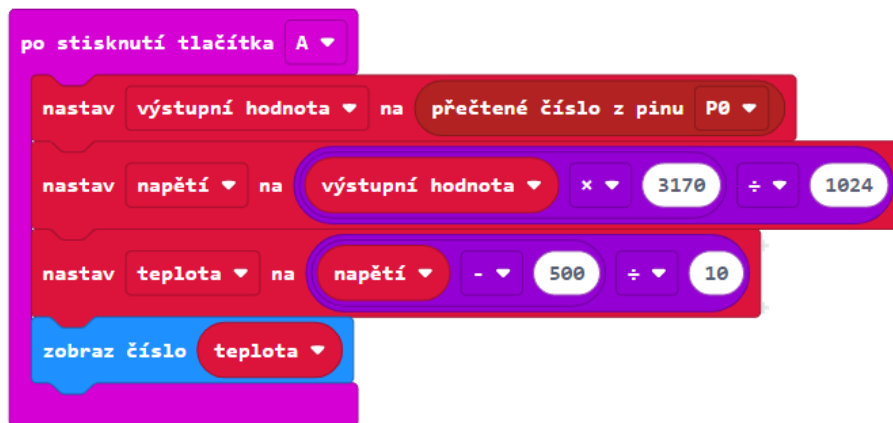 po stisknutí tlačítka A
nastav výstupní hodnota na přečtené číslo z pinu P0
nastav napětí na výstupní hodnota × 3170 ÷ 1024
nastav teplota na napětí - 500 ÷ 10
zobraz číslo teplota